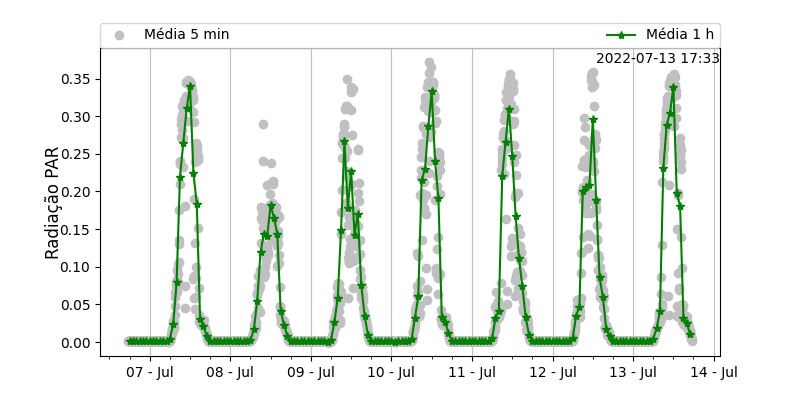 Média 5 min
Média 1 h
2022-07-13 17:33
Radiação PAR
0.35
0.30
0.25
0.20
0.15
0.10
0.05
0.00
07 - Jul
08 - Jul
09 - Jul
10 - Jul
11 - Jul
12 - Jul
13 - Jul
14 - Jul